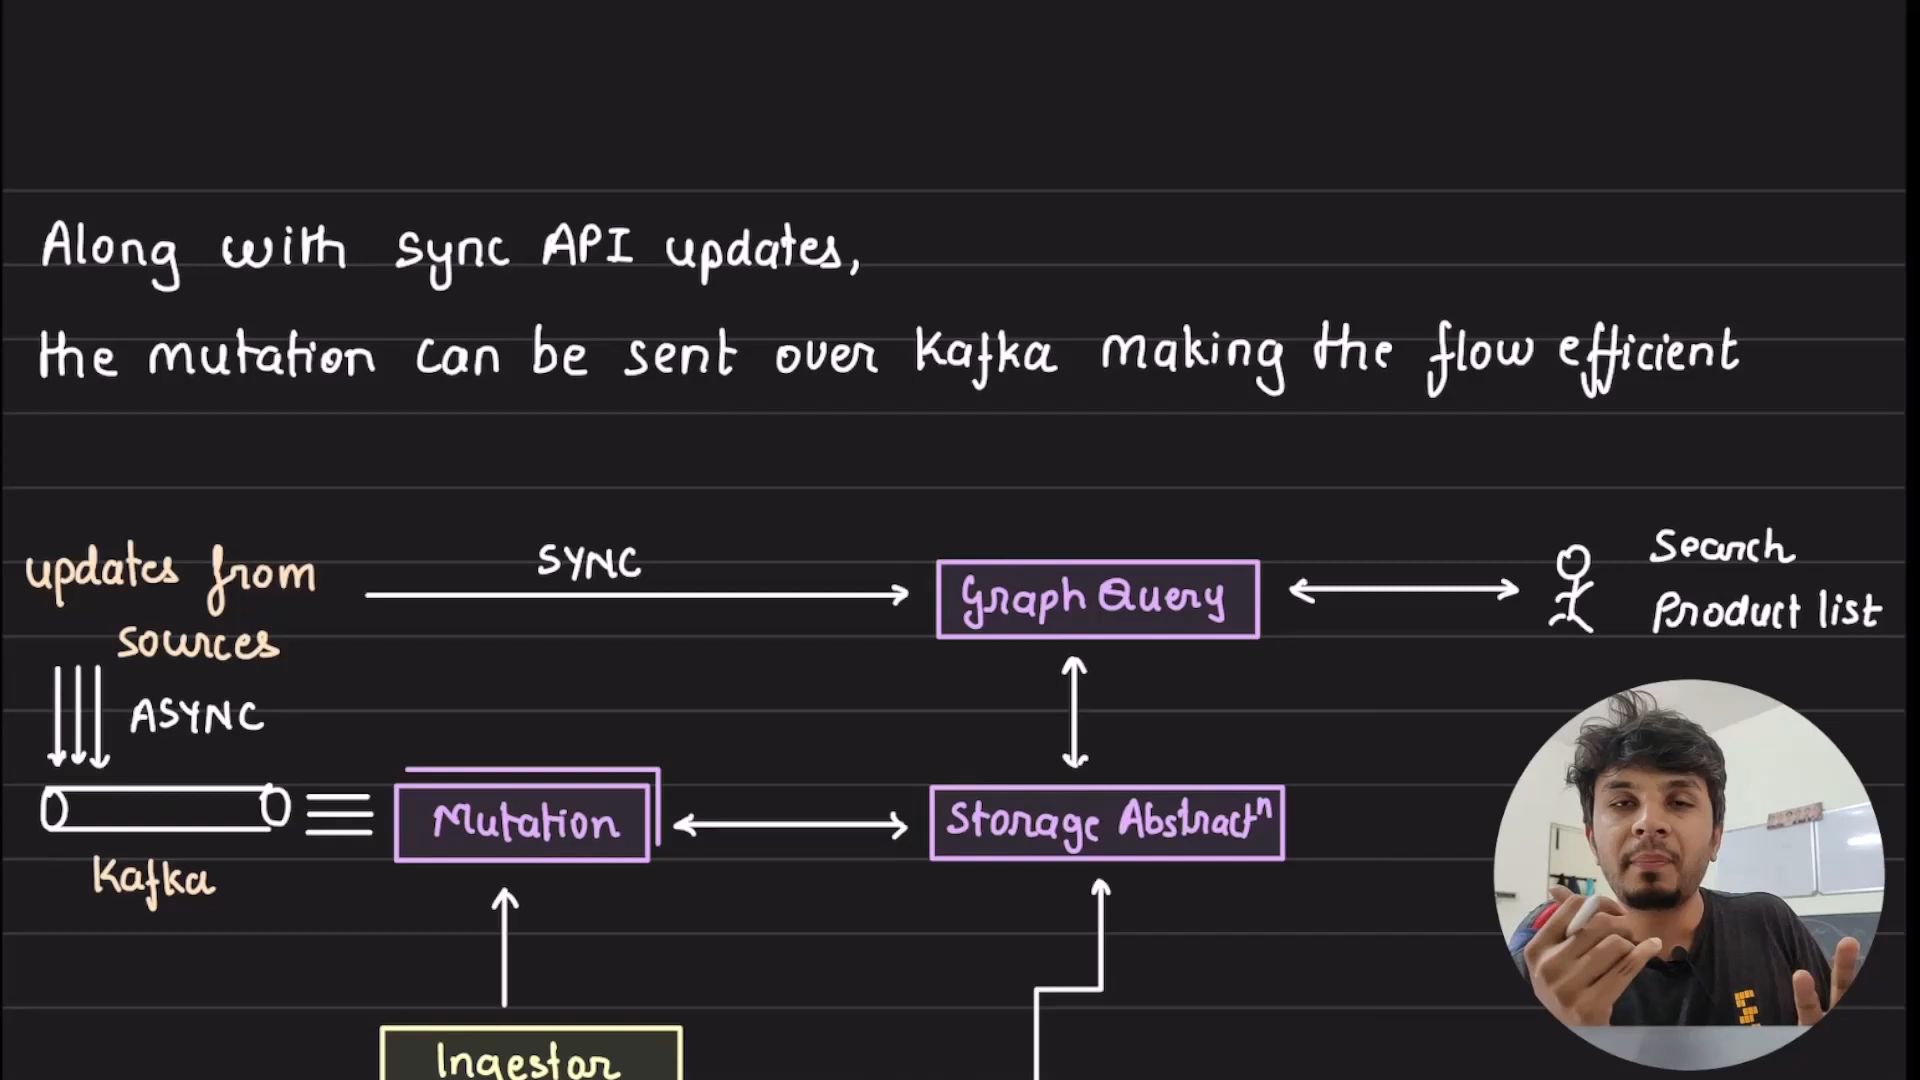 Along with sync API updates,
the mutation can be sent over Kafka making the flow efficient
updates from
sources
SYNC
Graph Query
Search
Product list
ASYNC
Mutation
Storage Abstractⁿ
Kafka
Ingestor